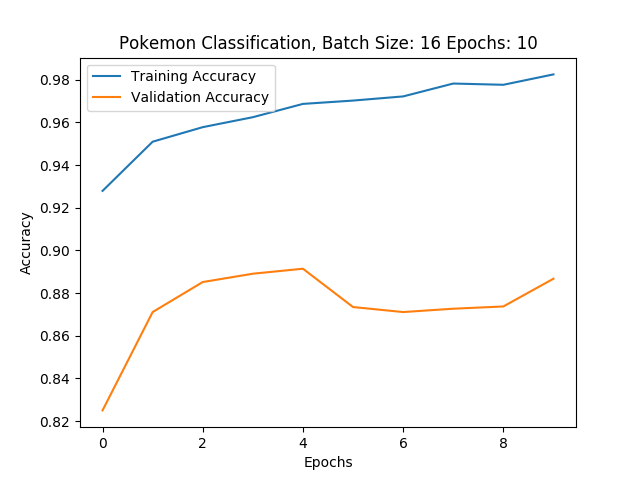 Pokemon Classification, Batch Size: 16 Epochs: 10
Training Accuracy
Validation Accuracy
0.98
0.96
0.94
0.92
0.90
0.88
0.86
0.84
0.82
Accuracy
0 2 4 6 8
Epochs